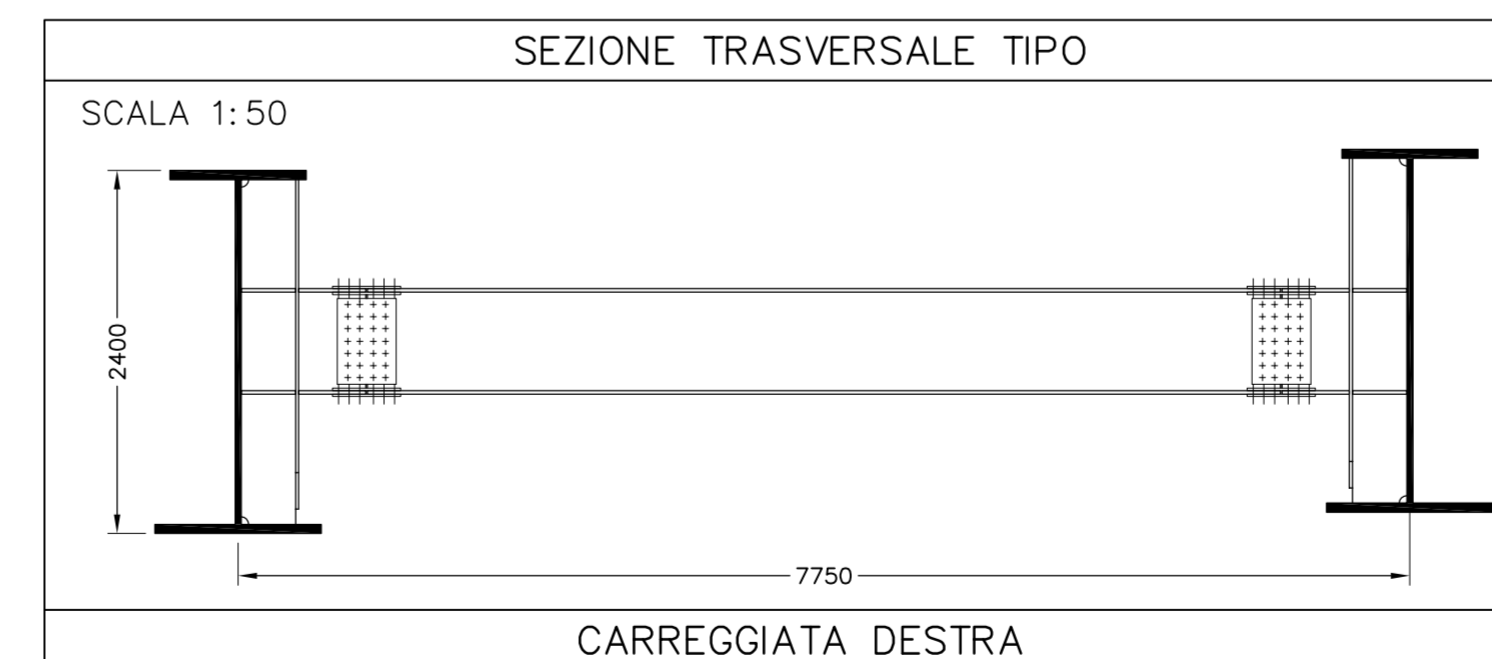 SEZIONE TRASVERSALE TIPO
SCALA 1:50
2400
7750
CARREGGIATA DESTRA